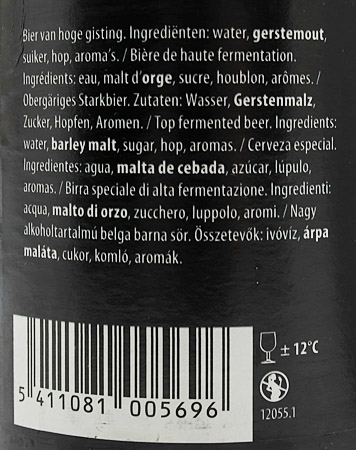 Bier van hoge gisting. Ingrediënten: water, gerstemout,
suiker, hop, aroma's. / Bière de haute fermentation.
Ingrédients: eau, malt d'orge, sucre, houblon, arômes. /
Obergäriges Starkbier. Zutaten: Wasser, Gerstenmalz,
Zucker, Hopfen, Aromen. / Top fermented beer. Ingredients:
water, barley malt, sugar, hop, aromas. / Cerveza especial.
Ingredientes: agua, malta de cebada, azúcar, lúpulo,
aromas. / Birra speciale di alta fermentazione. Ingredienti:
acqua, malto di orzo, zucchero, luppolo, aromi. / Nagy
alkoholtartalmú belga barna sör. Összetevők: ivóvíz, árpa
maláta, cukor, komló, aromák.
± 12°C
5 411081 005696
12055.1